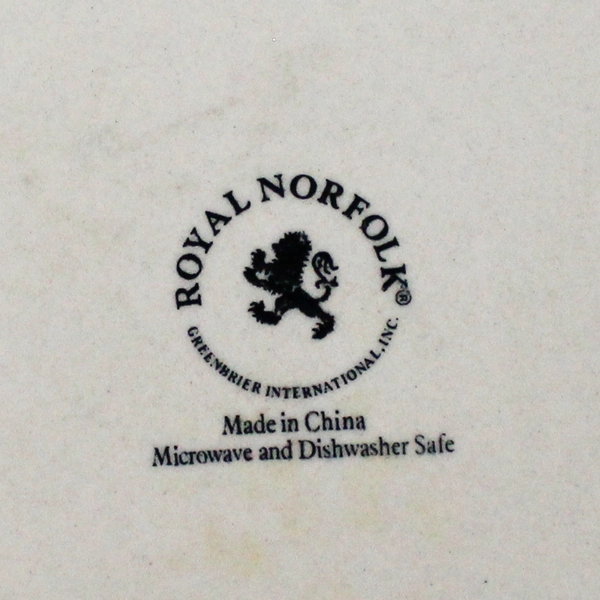 ROYAL NORFOLK®
GREENBRIER INTERNATIONAL, INC.
Made in China
Microwave and Dishwasher Safe